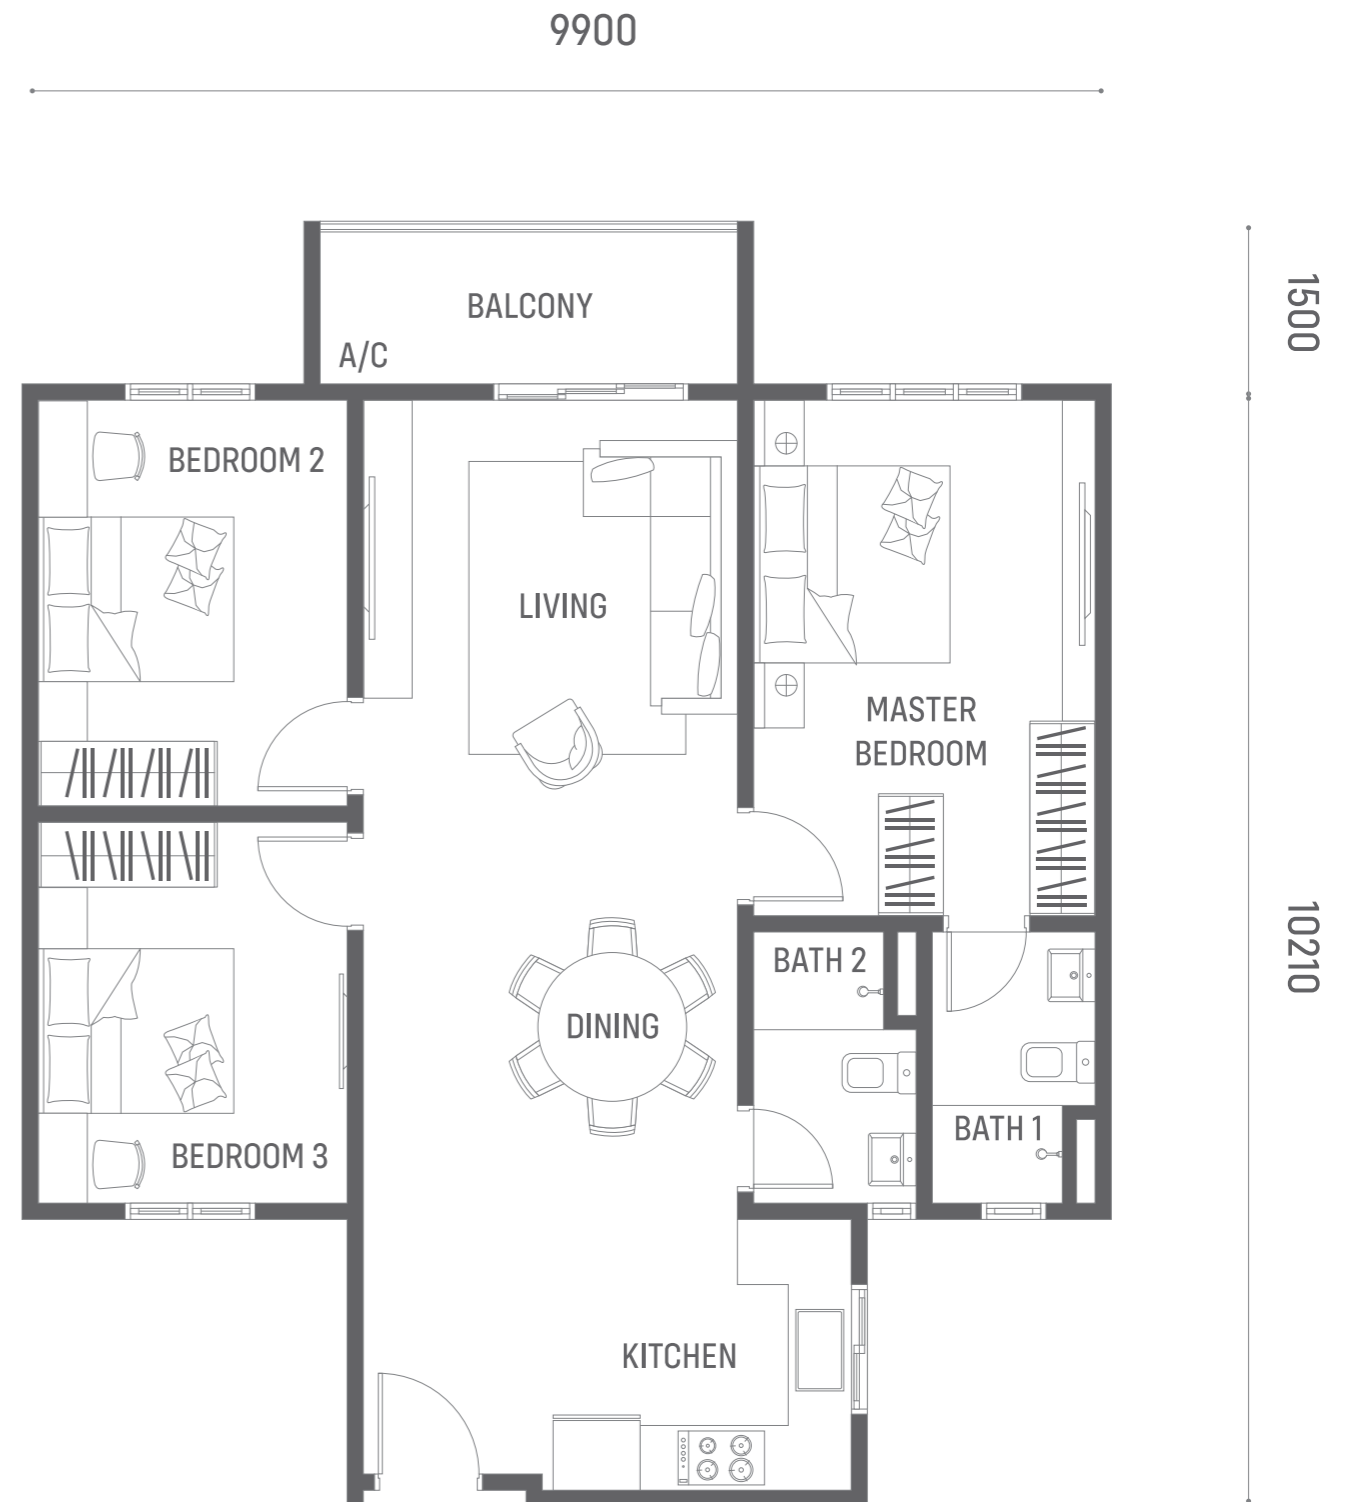 9900
1500
BALCONY
A/C
BEDROOM 2
LIVING
MASTER
BEDROOM
10210
BATH 2
DINING
BATH 1
BEDROOM 3
KITCHEN